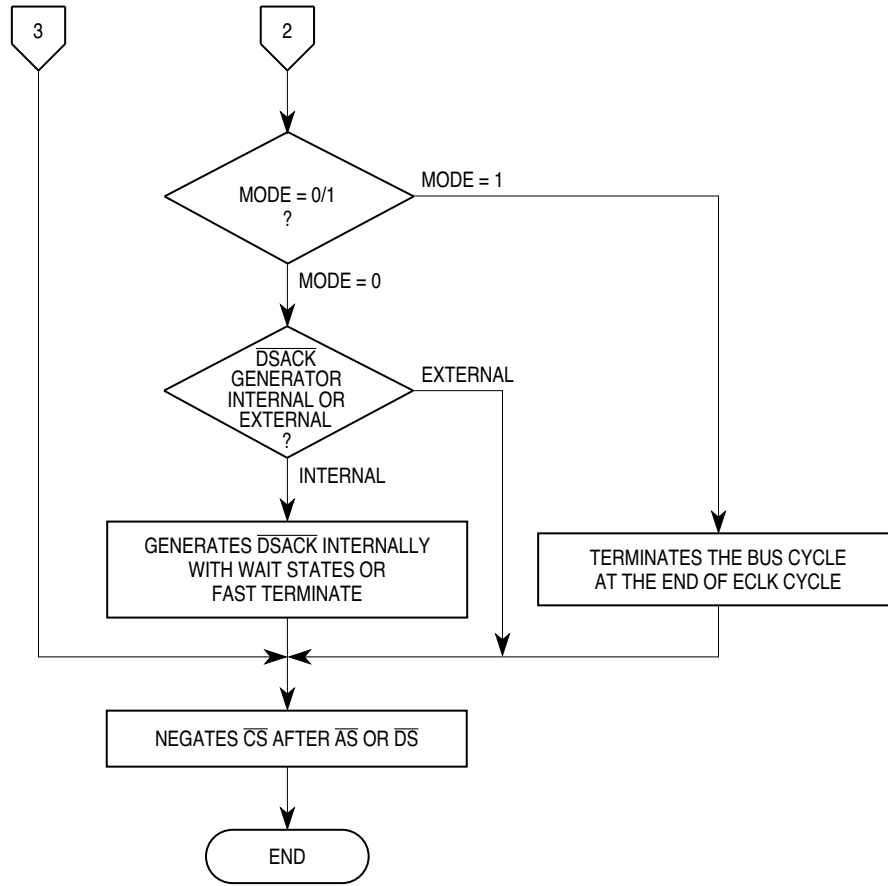 3
2
MODE = 0/1
?
MODE = 1
MODE = 0
DSACK
GENERATOR
INTERNAL OR
EXTERNAL
?
EXTERNAL
INTERNAL
GENERATES DSACK INTERNALLY
WITH WAIT STATES OR
FAST TERMINATE
TERMINATES THE BUS CYCLE
AT THE END OF ECLK CYCLE
NEGATES CS AFTER AS OR DS
END